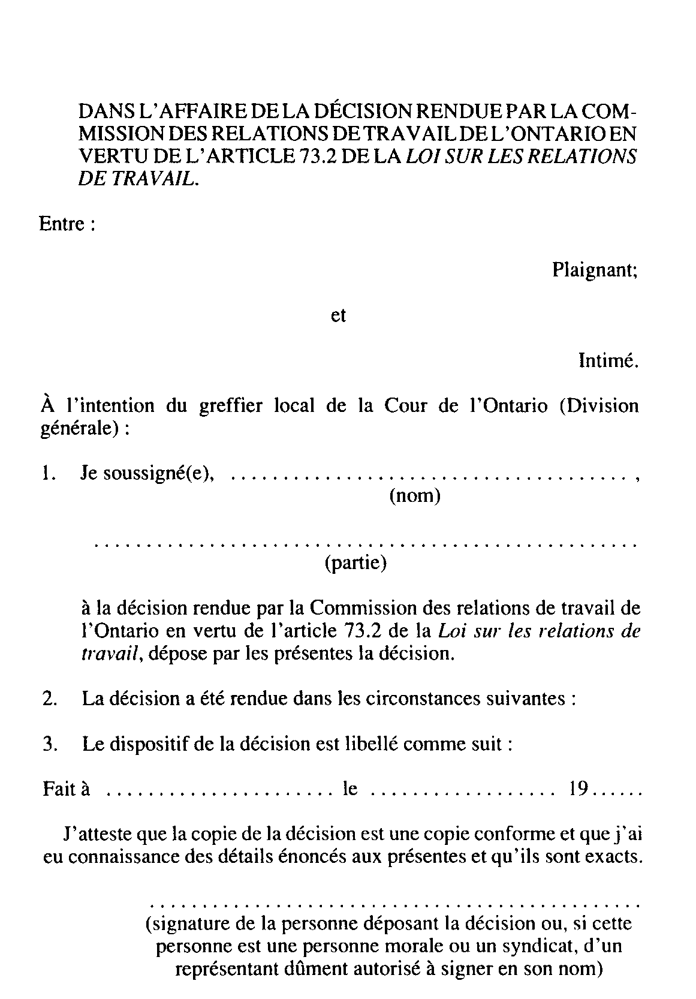 DANS L'AFFAIRE DE LA DÉCISION RENDUE PAR LA COM-
MISSION DES RELATIONS DE TRAVAIL DE L'ONTARIO EN
VERTU DE L'ARTICLE 73.2 DE LA LOI SUR LES RELATIONS
DE TRAVAIL.
Entre :
Plaignant;
et
Intimé.
À l'intention du greffier local de la Cour de l'Ontario (Division
générale) :
1. Je soussigné(e), . . . . . . . . . . . . . . . . . . . . . . . . . . . . . . . . . . . . . . ,
(nom)
. . . . . . . . . . . . . . . . . . . . . . . . . . . . . . . . . . . . . . . . . . . . . . . . . . . .
(partie)
à la décision rendue par la Commission des relations de travail de
l'Ontario en vertu de l'article 73.2 de la Loi sur les relations de
travail, dépose par les présentes la décision.
2. La décision a été rendue dans les circonstances suivantes :
3. Le dispositif de la décision est libellé comme suit :
Fait à . . . . . . . . . . . . . . . . . . . . . . le . . . . . . . . . . . . . . . . . . 19 . . . . . .
J'atteste que la copie de la décision est une copie conforme et que j'ai
eu connaissance des détails énoncés aux présentes et qu'ils sont exacts.
. . . . . . . . . . . . . . . . . . . . . . . . . . . . . . . . . . . . . . . . . . . . . . .
(signature de la personne déposant la décision ou, si cette
personne est une personne morale ou un syndicat, d'un
représentant dûment autorisé à signer en son nom)